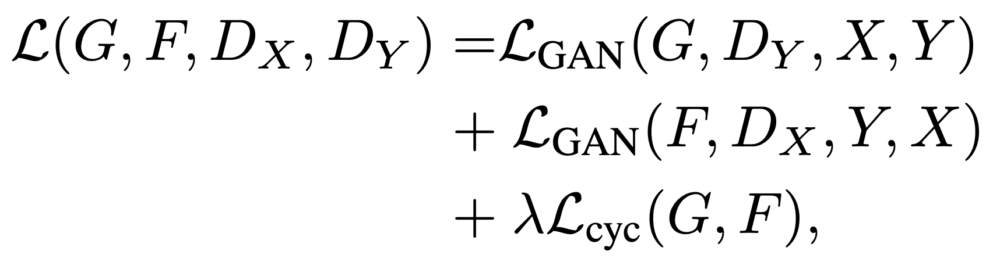 ℒ(G, F, D_X, D_Y) =ℒ_GAN(G, D_Y, X, Y)
+ ℒ_GAN(F, D_X, Y, X)
+ λℒ_cyc(G, F),